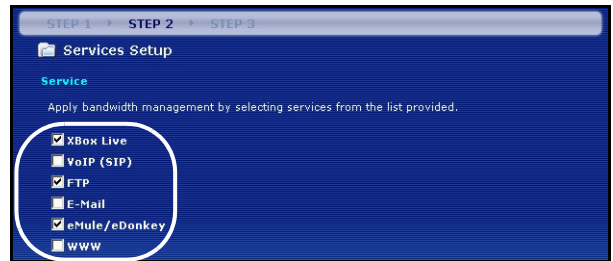 STEP 1 STEP 2 STEP 3
Services Setup
Service
Apply bandwidth management by selecting services from the list provided.
XBox Live
VoIP (SIP)
FTP
E-Mail
eMule/eDonkey
WWW